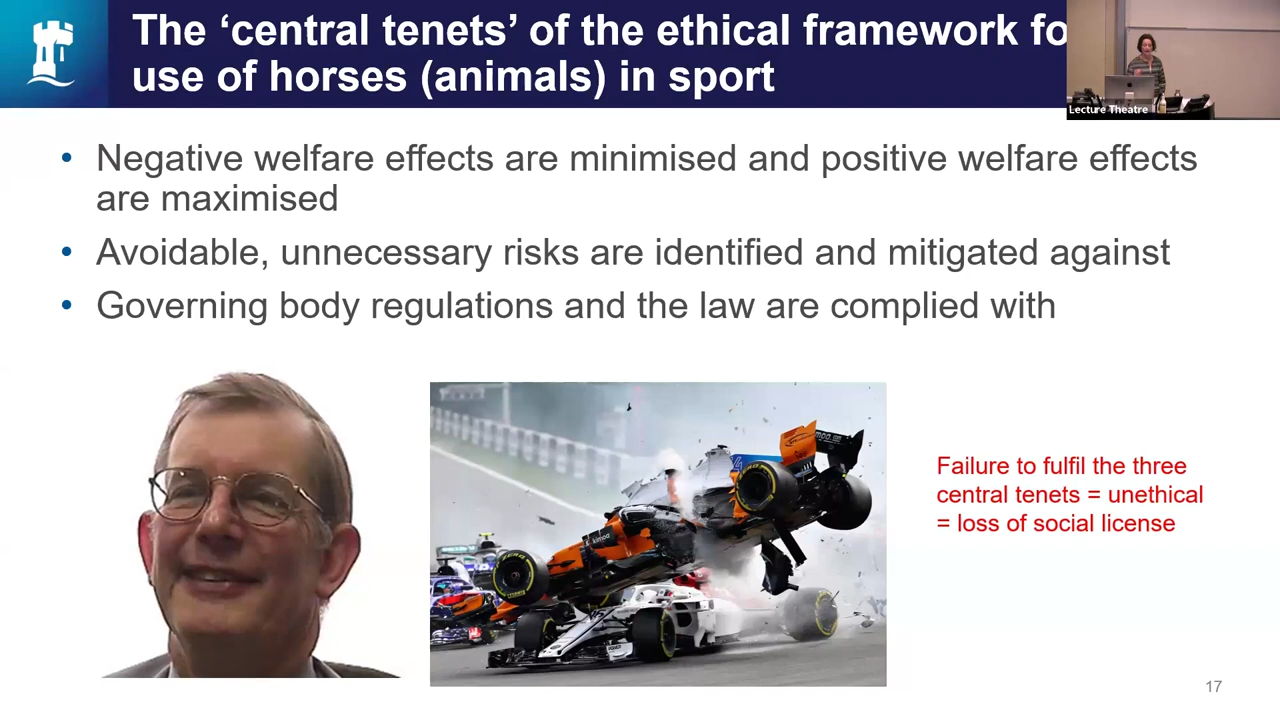 The ‘central tenets’ of the ethical framework fo
use of horses (animals) in sport
Lecture Theatre
• Negative welfare effects are minimised and positive welfare effects
are maximised
• Avoidable, unnecessary risks are identified and mitigated against
• Governing body regulations and the law are complied with
kimoa
Failure to fulfil the three
central tenets = unethical
= loss of social license
17